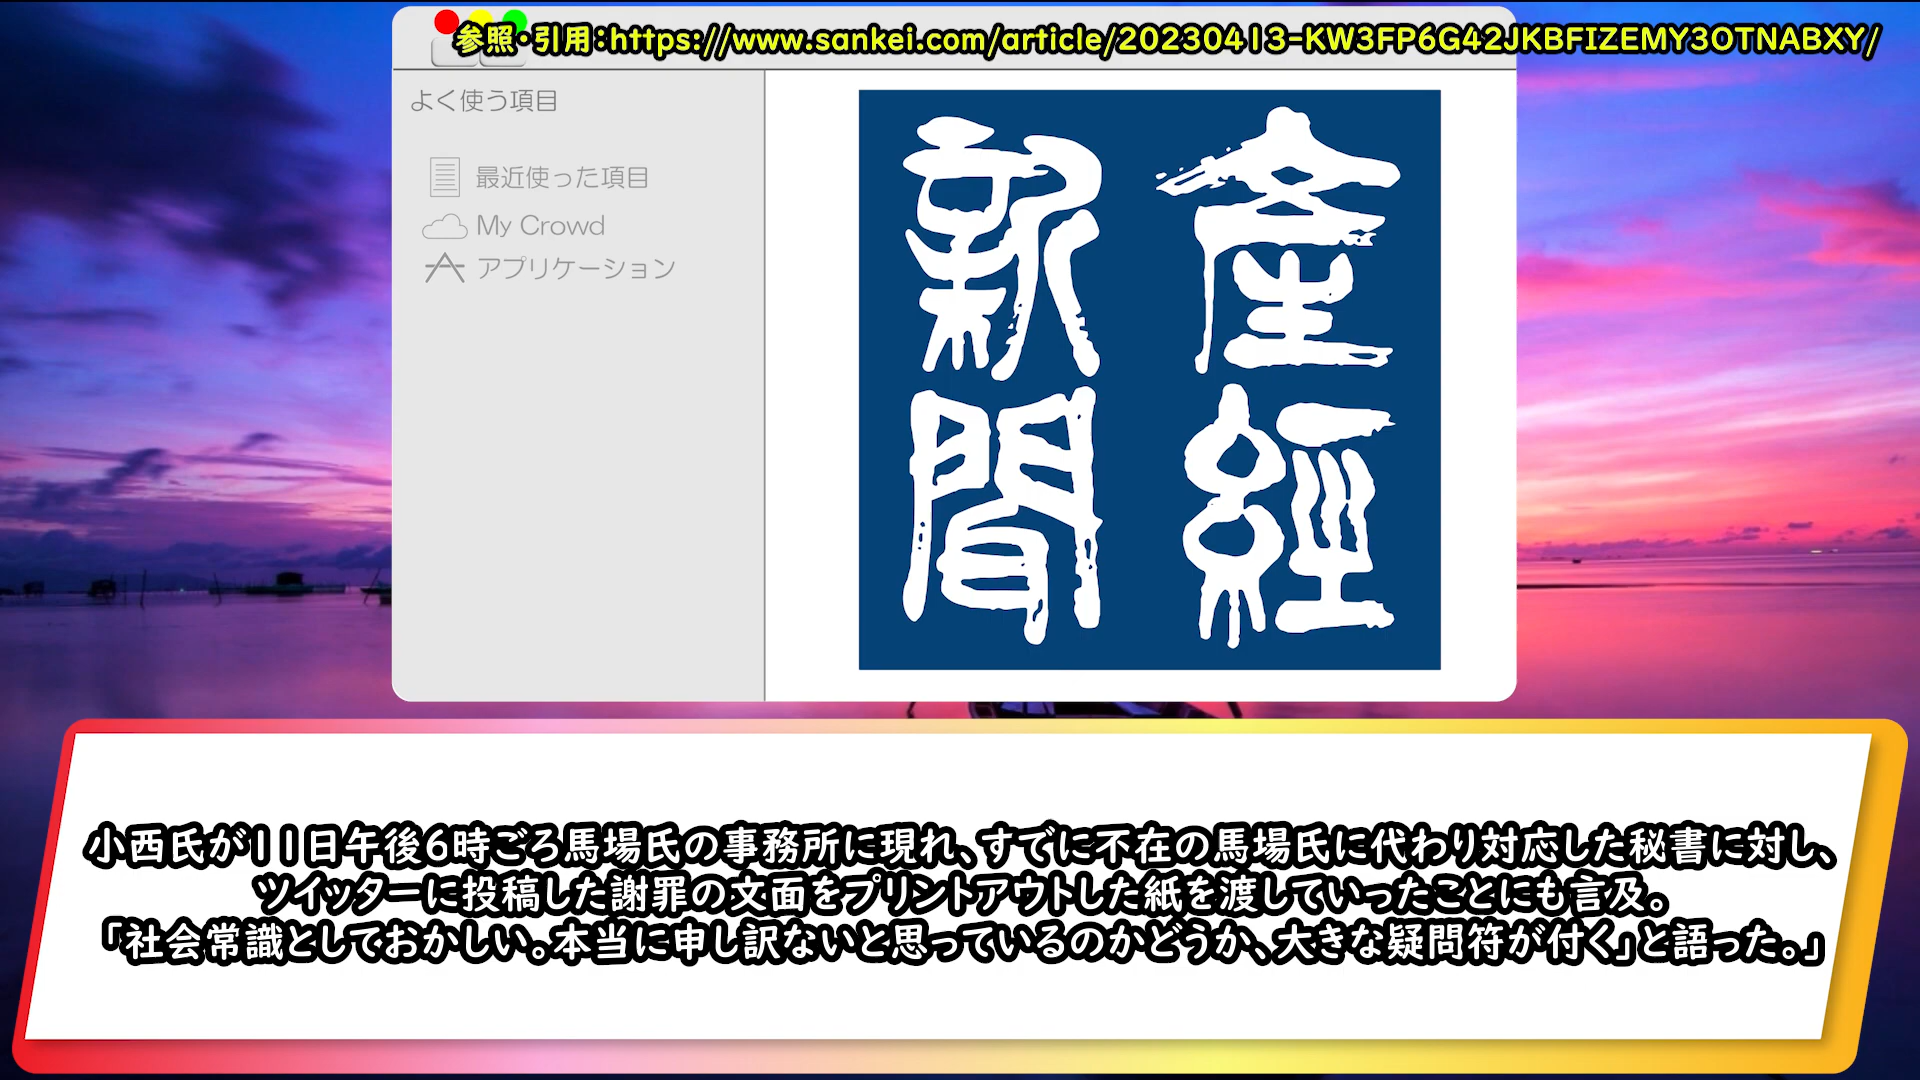 参照・引用:https://www.sankei.com/article/20230413-KW3FP6G42JKBFIZEMY3OTNABXY/
よく使う項目
最近使った項目
My Crowd
アプリケーション
産經
新聞
小西氏が11日午後6時ごろ馬場氏の事務所に現れ、すでに不在の馬場氏に代わり対応した秘書に対し、
ツイッターに投稿した謝罪の文面をプリントアウトした紙を渡していったことにも言及。
「社会常識としておかしい。本当に申し訳ないと思っているのかどうか、大きな疑問符が付く」と語った。」